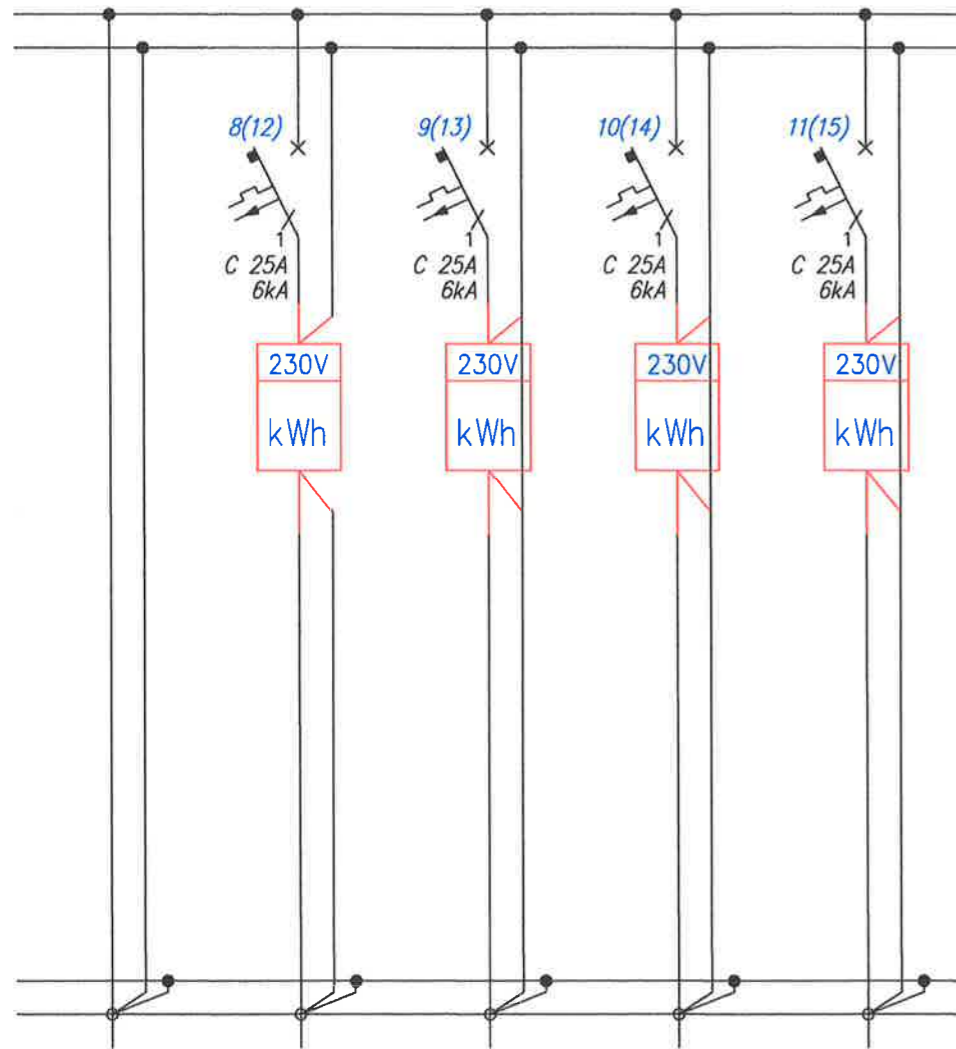 8(12)
9(13)
10(14)
11(15)
1
1
1
1
C 25A
6kA
C 25A
6kA
C 25A
6kA
C 25A
6kA
230V
230V
230V
230V
kWh
kWh
kWh
kWh